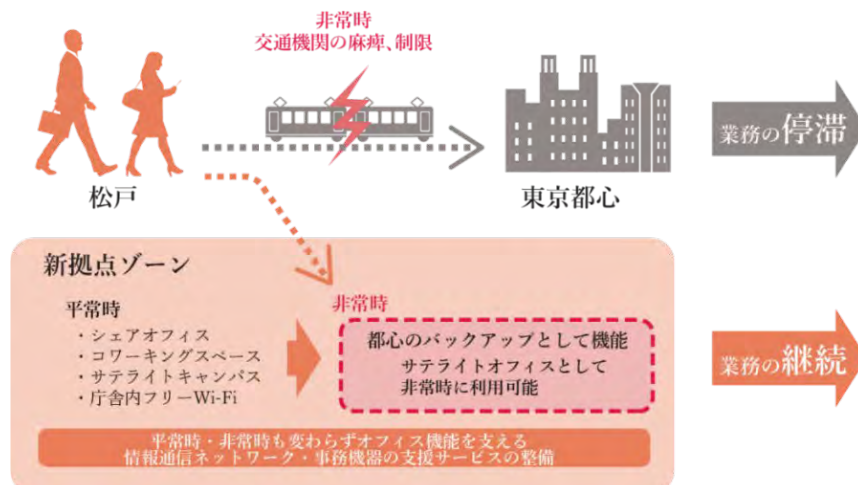 非常時
交通機関の麻痺、制限
松戸
東京都心
業務の停滞
新拠点ゾーン
平常時
・シェアオフィス
・コワーキングスペース
・サテライトキャンパス
・庁舎内フリーWi-Fi
非常時
都心のバックアップとして機能
サテライトオフィスとして
非常時に利用可能
業務の継続
平常時・非常時も変わらずオフィス機能を支える
情報通信ネットワーク・事務機器の支援サービスの整備